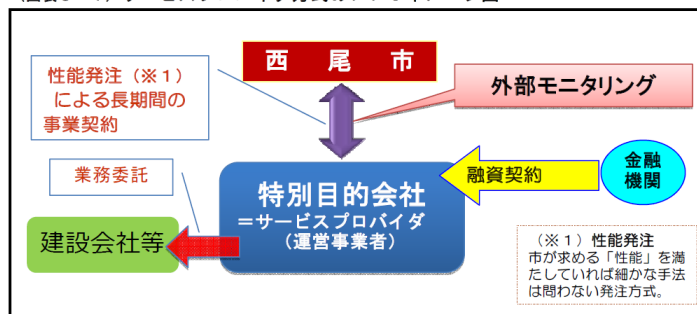 西 尾 市
性能発注（※１）
による長期間の
事業契約
外部モニタリング
業務委託
特別目的会社
＝サービスプロバイダ
（運営事業者）
融資契約
金融
機関
建設会社等
（※１）性能発注
市が求める「性能」を満
たしていれば細かな手法
は問わない発注方式。